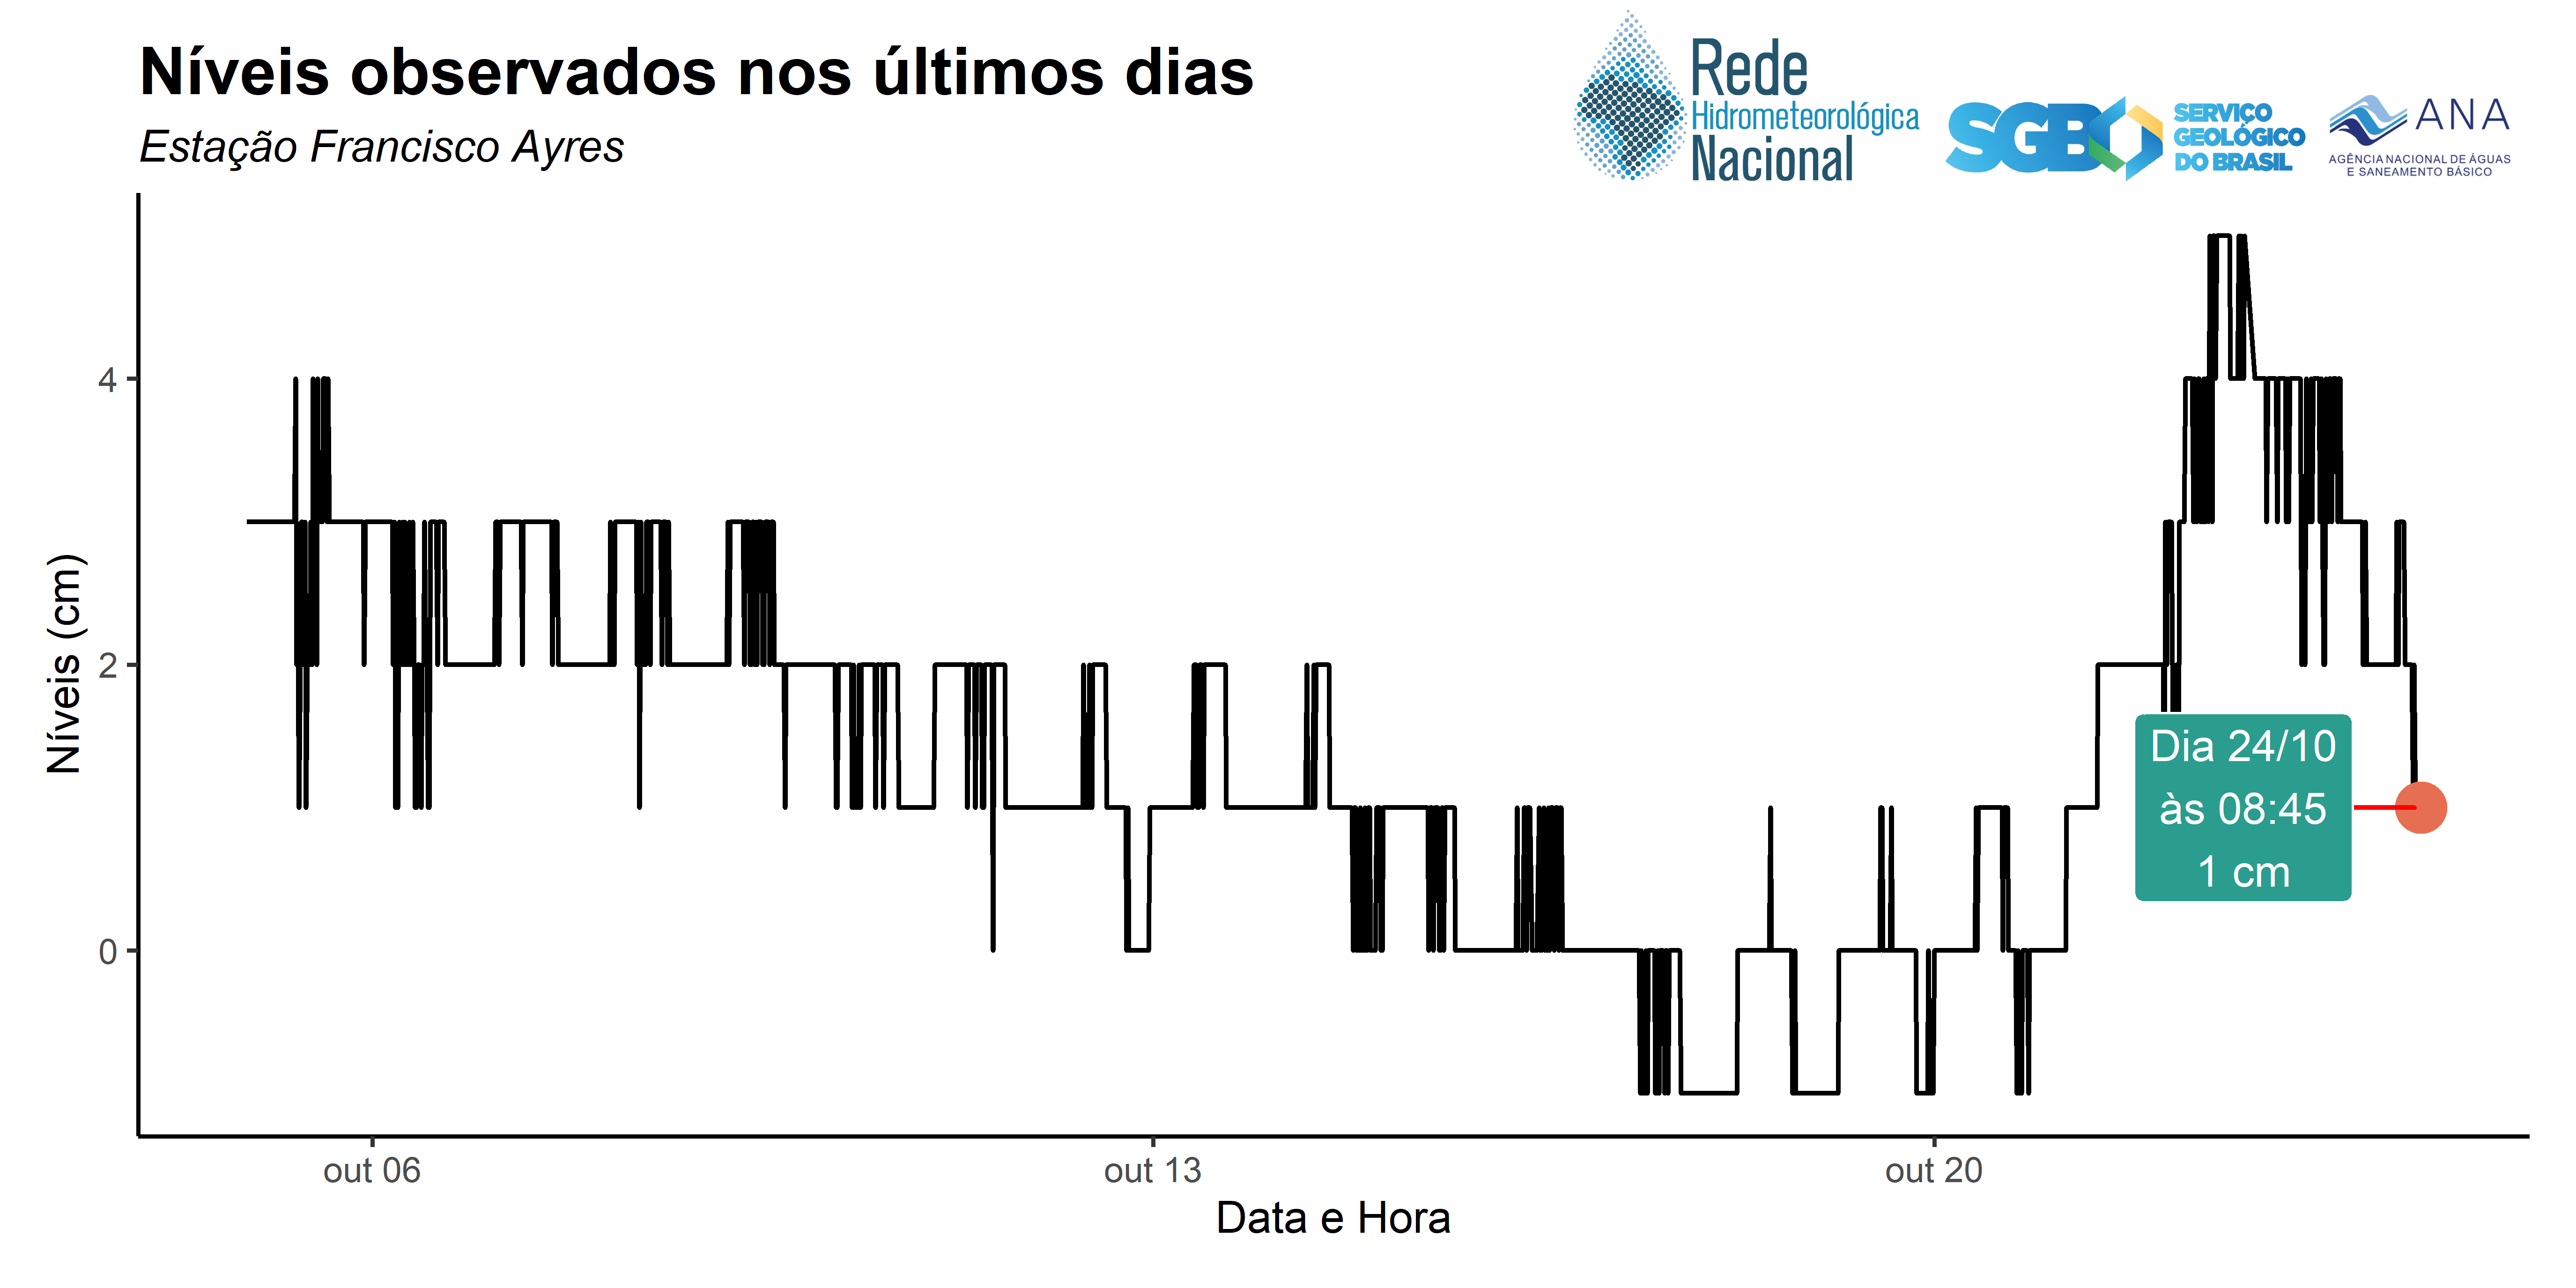 Níveis observados nos últimos dias
Estação Francisco Ayres
Rede
Hidrometeorológica
Nacional
SGB
SERVIÇO
GEOLÓGICO
DO BRASIL
ANA
AGÊNCIA NACIONAL DE ÁGUAS
E SANEAMENTO BÁSICO
Níveis (cm)
4
2
0
Dia 24/10
às 08:45
1 cm
out 06
out 13
out 20
Data e Hora